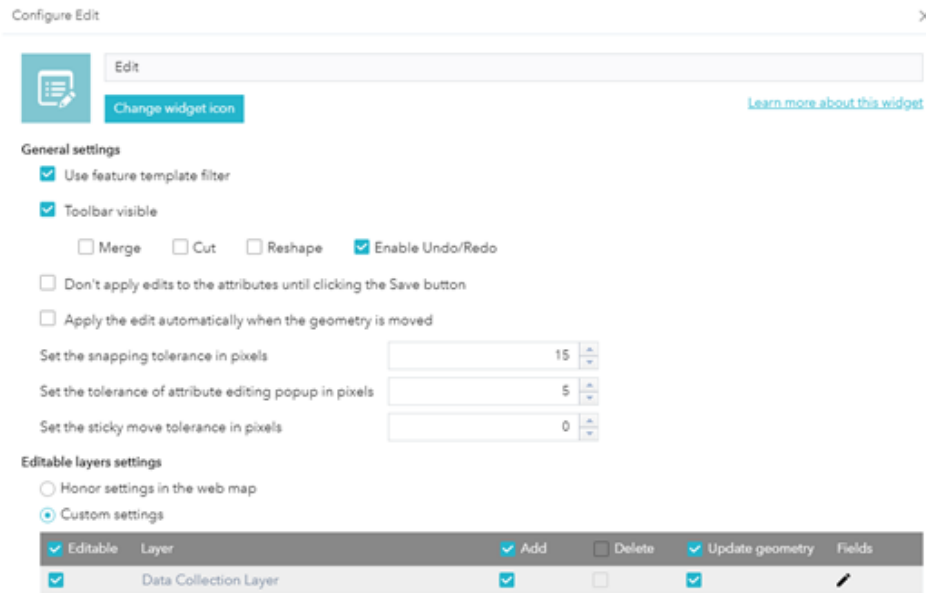 Configure Edit
Edit
Change widget icon
Learn more about this widget
General settings
Use feature template filter
Toolbar visible
Merge Cut Reshape Enable Undo/Redo
Don't apply edits to the attributes until clicking the Save button
Apply the edit automatically when the geometry is moved
Set the snapping tolerance in pixels 15
Set the tolerance of attribute editing popup in pixels 5
Set the sticky move tolerance in pixels 0
Editable layers settings
Honor settings in the web map
Custom settings
Editable Layer Add Delete Update geometry Fields
Data Collection Layer